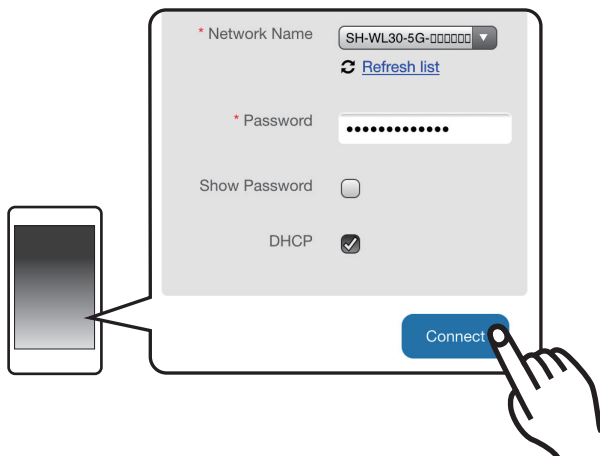 * Network Name
SH-WL30-5G-▯▯▯▯▯▯
Refresh list
* Password
•••••••••••••
Show Password
DHCP
Connect